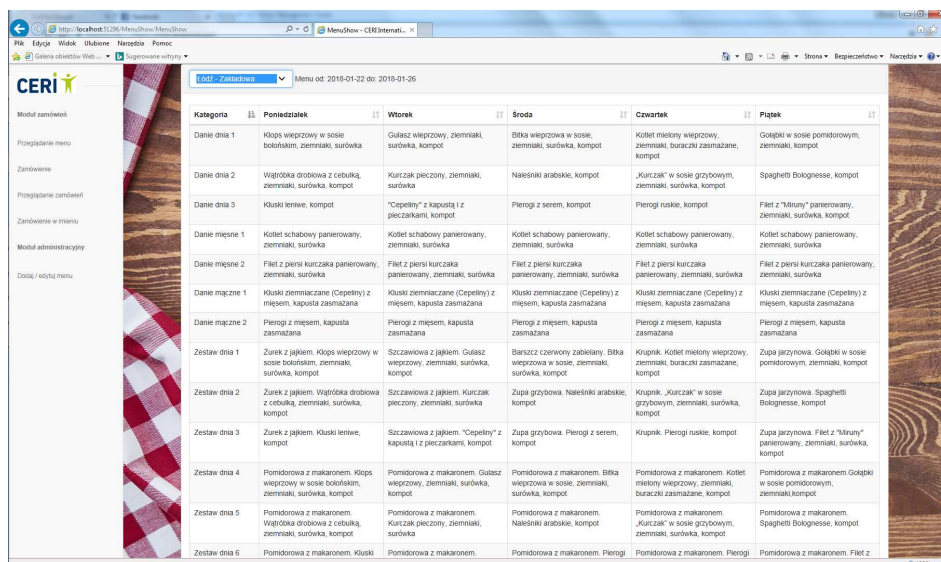 http://localhost:51296/MenuShow/MenuShow
MenuShow - CERI Internati...
Plik Edycja Widok Ulubione Narzędzia Pomoc
Galeria obiektów Web ... Sugerowane witryny
Strona Bezpieczeństwo Narzędzia
CERI
Łódź - Zakładowa Menu od: 2018-01-22 do: 2018-01-26
Moduł zamówień
Przeglądanie menu
Zamówienie
Przeglądanie zamówień
Zamówienie w imieniu
Moduł administracyjny
Dodaj / edytuj menu
Kategoria Poniedziałek Wtorek Środa Czwartek Piątek
Danie dnia 1 Klops wieprzowy w sosie Gulasz wieprzowy, ziemniaki, Bitka wieprzowa w sosie, Kotlet mielony wieprzowy, Gołąbki w sosie pomidorowym,
bolońskim, ziemniaki, surówka surówka, kompot ziemniaki, surówka, kompot ziemniaki, buraczki zasmażane, ziemniaki, kompot
kompot
Danie dnia 2 Wątróbka drobiowa z cebulką, Kurczak pieczony, ziemniaki, Naleśniki arabskie, kompot „Kurczak" w sosie grzybowym, Spaghetti Bolognesse, kompot
ziemniaki, surówka, kompot surówka ziemniaki, surówka, kompot
Danie dnia 3 Kluski leniwe, kompot "Cepeliny" z kapustą i z Pierogi z serem, kompot Pierogi ruskie, kompot Filet z "Miruny" panierowany,
pieczarkami, kompot ziemniaki, surówka, kompot
Danie mięsne 1 Kotlet schabowy panierowany, Kotlet schabowy panierowany, Kotlet schabowy panierowany, Kotlet schabowy panierowany, Kotlet schabowy panierowany,
ziemniaki, surówka ziemniaki, surówka ziemniaki, surówka ziemniaki, surówka ziemniaki, surówka
Danie mięsne 2 Filet z piersi kurczaka panierowany, Filet z piersi kurczaka Filet z piersi kurczaka Filet z piersi kurczaka Filet z piersi kurczaka panierowany,
ziemniaki, surówka panierowany, ziemniaki, surówka panierowany, ziemniaki, surówka panierowany, ziemniaki, surówka ziemniaki, surówka
Danie mączne 1 Kluski ziemniaczane (Cepeliny) z Kluski ziemniaczane (Cepeliny) z Kluski ziemniaczane (Cepeliny) z Kluski ziemniaczane (Cepeliny) z Kluski ziemniaczane (Cepeliny) z
mięsem, kapusta zasmażana mięsem, kapusta zasmażana mięsem, kapusta zasmażana mięsem, kapusta zasmażana mięsem, kapusta zasmażana
Danie mączne 2 Pierogi z mięsem, kapusta Pierogi z mięsem, kapusta Pierogi z mięsem, kapusta Pierogi z mięsem, kapusta Pierogi z mięsem, kapusta
zasmażana zasmażana zasmażana zasmażana zasmażana
Zestaw dnia 1 Żurek z jajkiem. Klops wieprzowy w Szczawiowa z jajkiem. Gulasz Barszcz czerwony zabielany. Bitka Krupnik. Kotlet mielony wieprzowy, Zupa jarzynowa. Gołąbki w sosie
sosie bolońskim, ziemniaki, wieprzowy, ziemniaki, surówka, wieprzowa w sosie, ziemniaki, ziemniaki, buraczki zasmażane, pomidorowym, ziemniaki, kompot
surówka, kompot kompot surówka, kompot kompot
Zestaw dnia 2 Żurek z jajkiem. Wątróbka drobiowa Szczawiowa z jajkiem. Kurczak Zupa grzybowa. Naleśniki arabskie, Krupnik. „Kurczak" w sosie Zupa jarzynowa. Spaghetti
z cebulką, ziemniaki, surówka, pieczony, ziemniaki, surówka kompot grzybowym, ziemniaki, surówka, Bolognesse, kompot
kompot kompot
Zestaw dnia 3 Żurek z jajkiem. Kluski leniwe, Szczawiowa z jajkiem. "Cepeliny" z Zupa grzybowa. Pierogi z serem, Krupnik. Pierogi ruskie, kompot Zupa jarzynowa. Filet z "Miruny"
kompot kapustą i z pieczarkami, kompot kompot panierowany, ziemniaki, surówka,
kompot
Zestaw dnia 4 Pomidorowa z makaronem. Klops Pomidorowa z makaronem. Gulasz Pomidorowa z makaronem. Bitka Pomidorowa z makaronem. Kotlet Pomidorowa z makaronem.Gołąbki
wieprzowy w sosie bolońskim, wieprzowy, ziemniaki, surówka, wieprzowa w sosie, ziemniaki, mielony wieprzowy, ziemniaki, w sosie pomidorowym,
ziemniaki, surówka, kompot kompot surówka, kompot buraczki zasmażane, kompot ziemniaki,kompot
Zestaw dnia 5 Pomidorowa z makaronem. Pomidorowa z makaronem. Pomidorowa z makaronem. Pomidorowa z makaronem. Pomidorowa z makaronem.
Wątróbka drobiowa z cebulką, Kurczak pieczony, ziemniaki, Naleśniki arabskie, kompot „Kurczak" w sosie grzybowym, Spaghetti Bolognesse, kompot
ziemniaki, surówka, kompot surówka ziemniaki, surówka, kompot
Zestaw dnia 6 Pomidorowa z makaronem. Kluski Pomidorowa z makaronem. Pomidorowa z makaronem. Pierogi Pomidorowa z makaronem. Pierogi Pomidorowa z makaronem. Filet z